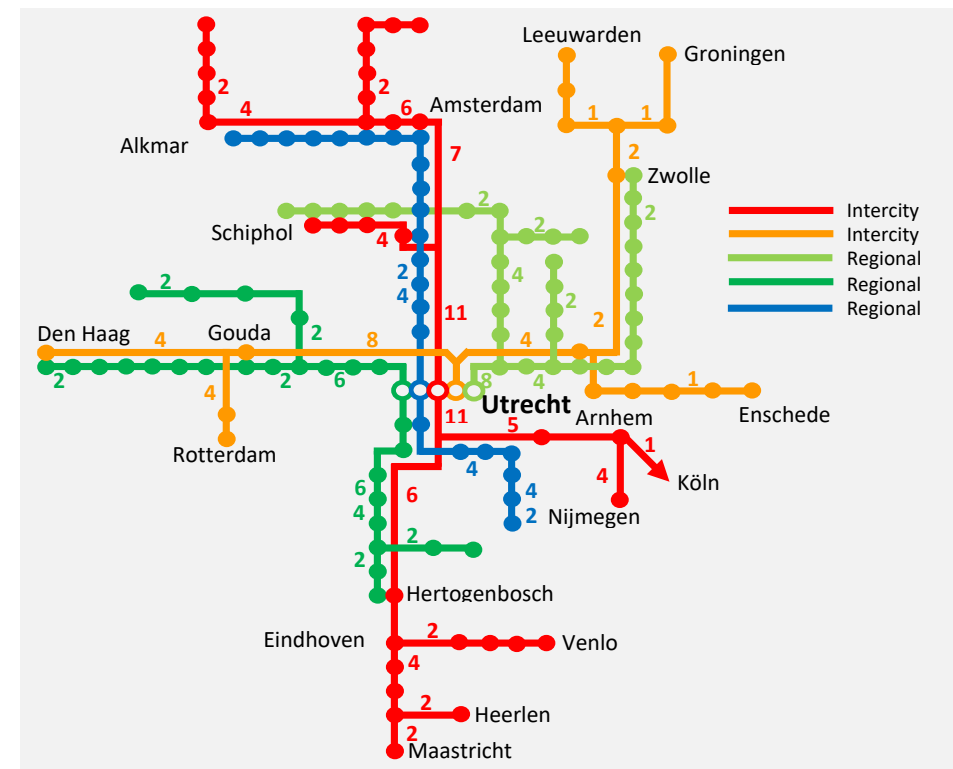 Leeuwarden
Groningen
2
4
2
6
Amsterdam
1
1
Alkmar
7
2
Zwolle
2
2
Intercity
Schiphol
4
2
Intercity
2
4
Regional
2
4
2
Regional
11
Regional
Den Haag
4
Gouda
2
8
4
2
4
2
2
6
8
4
Utrecht
1
11
5
Arnhem
Enschede
Rotterdam
4
1
6
6
4
4
Köln
4
2
Nijmegen
2
2
Hertogenbosch
Eindhoven
2
Venlo
4
2
Heerlen
2
Maastricht